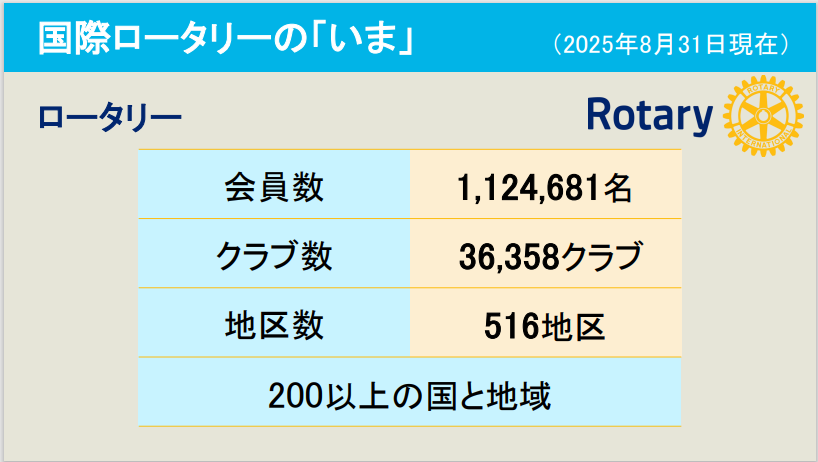 国際ロータリーの「いま」
（2025年8月31日現在）
ロータリー
Rotary
ROTARY
INTERNATIONAL
会員数 1,124,681名
クラブ数 36,358クラブ
地区数 516地区
200以上の国と地域